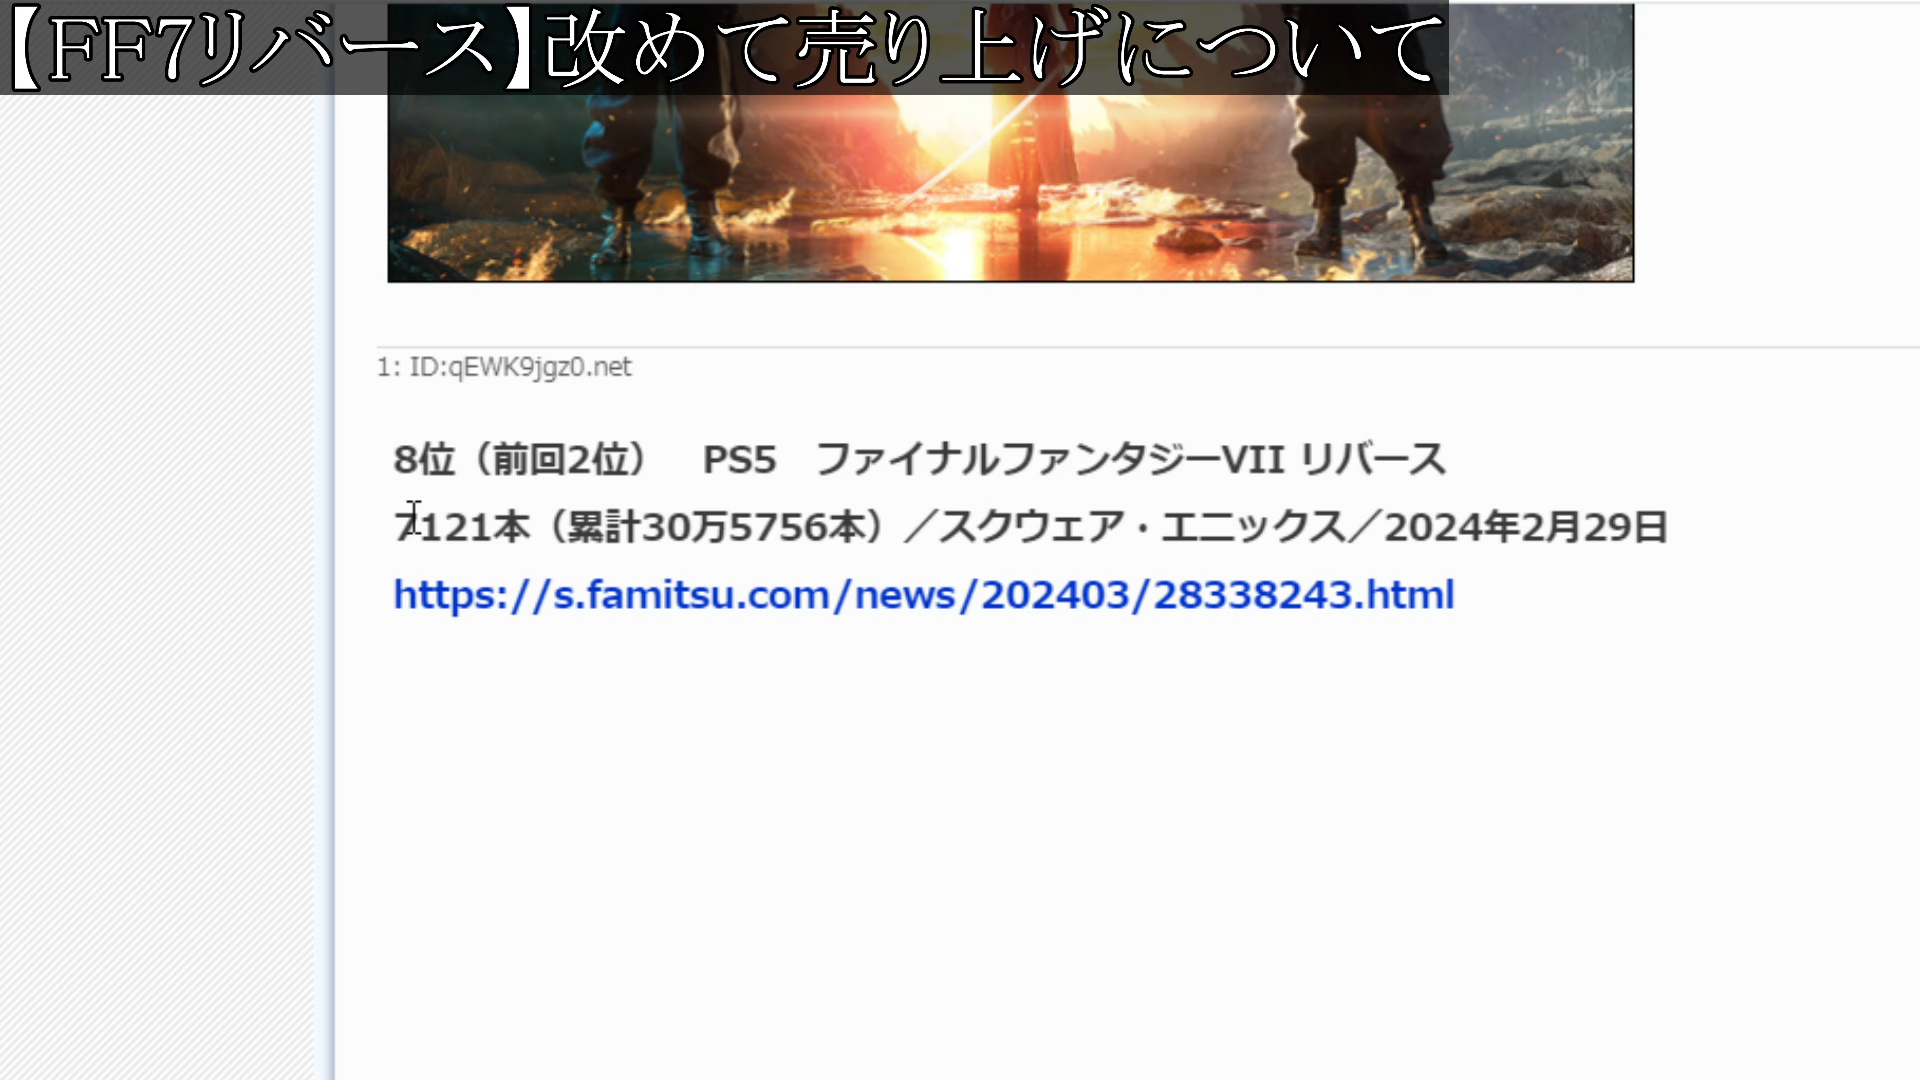 【FF7リバース】改めて売り上げについて
1: ID:qEWK9jgz0.net
8位（前回2位）　PS5　ファイナルファンタジーVII リバース
7121本（累計30万5756本）／スクウェア・エニックス／2024年2月29日
https://s.famitsu.com/news/202403/28338243.html